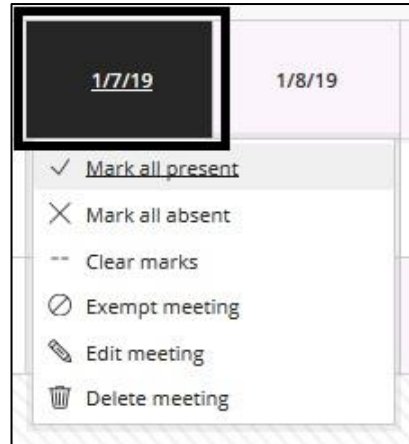 1/7/19 1/8/19
Mark all present
Mark all absent
-- Clear marks
Exempt meeting
Edit meeting
Delete meeting